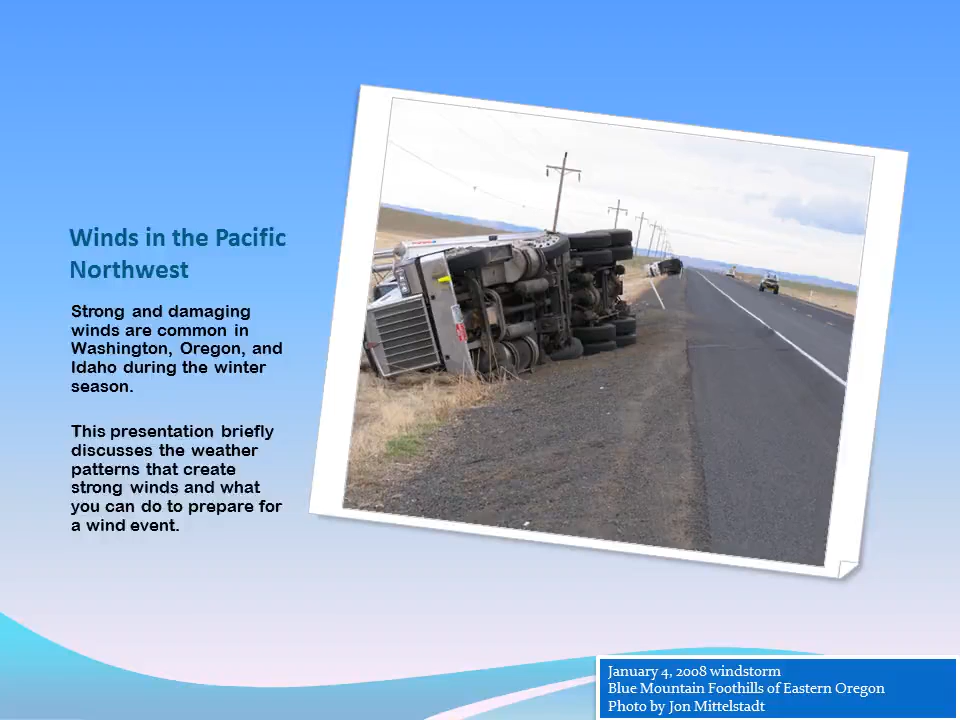 Winds in the Pacific
Northwest
Strong and damaging
winds are common in
Washington, Oregon, and
Idaho during the winter
season.
This presentation briefly
discusses the weather
patterns that create
strong winds and what
you can do to prepare for
a wind event.
January 4, 2008 windstorm
Blue Mountain Foothills of Eastern Oregon
Photo by Jon Mittelstadt